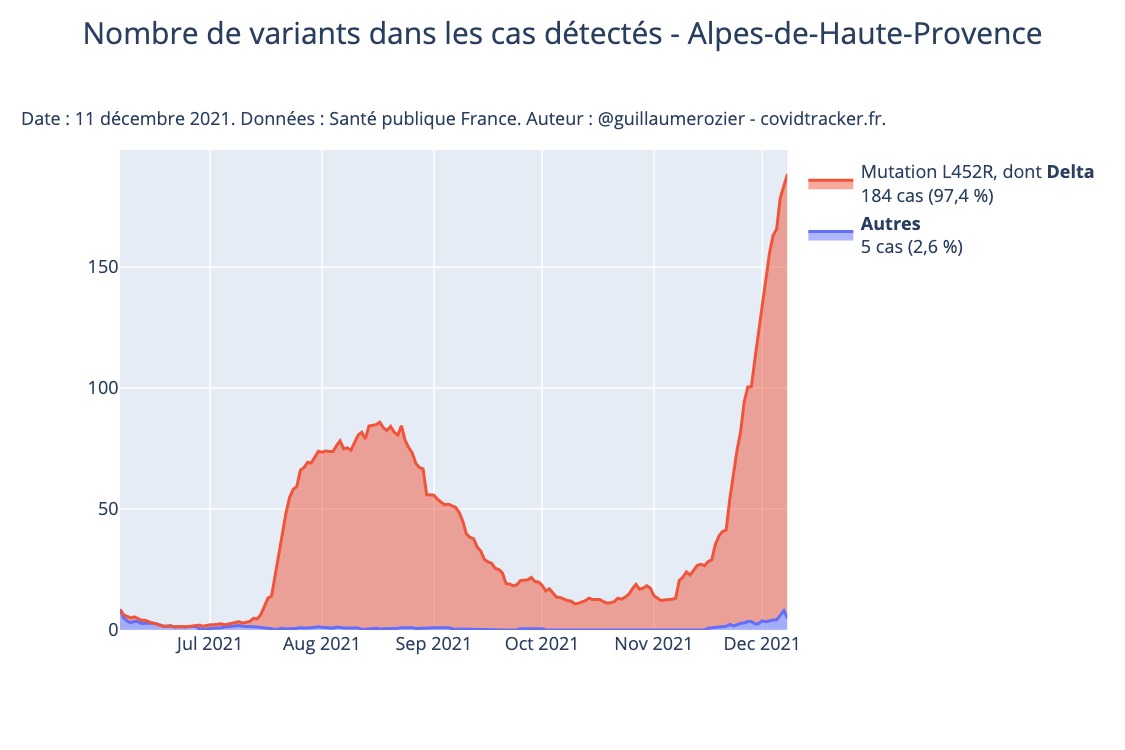 Nombre de variants dans les cas détectés - Alpes-de-Haute-Provence
Date : 11 décembre 2021. Données : Santé publique France. Auteur : @guillaumerozier - covidtracker.fr.
Mutation L452R, dont Delta
184 cas (97,4 %)
Autres
5 cas (2,6 %)
150
100
50
0
Jul 2021 Aug 2021 Sep 2021 Oct 2021 Nov 2021 Dec 2021